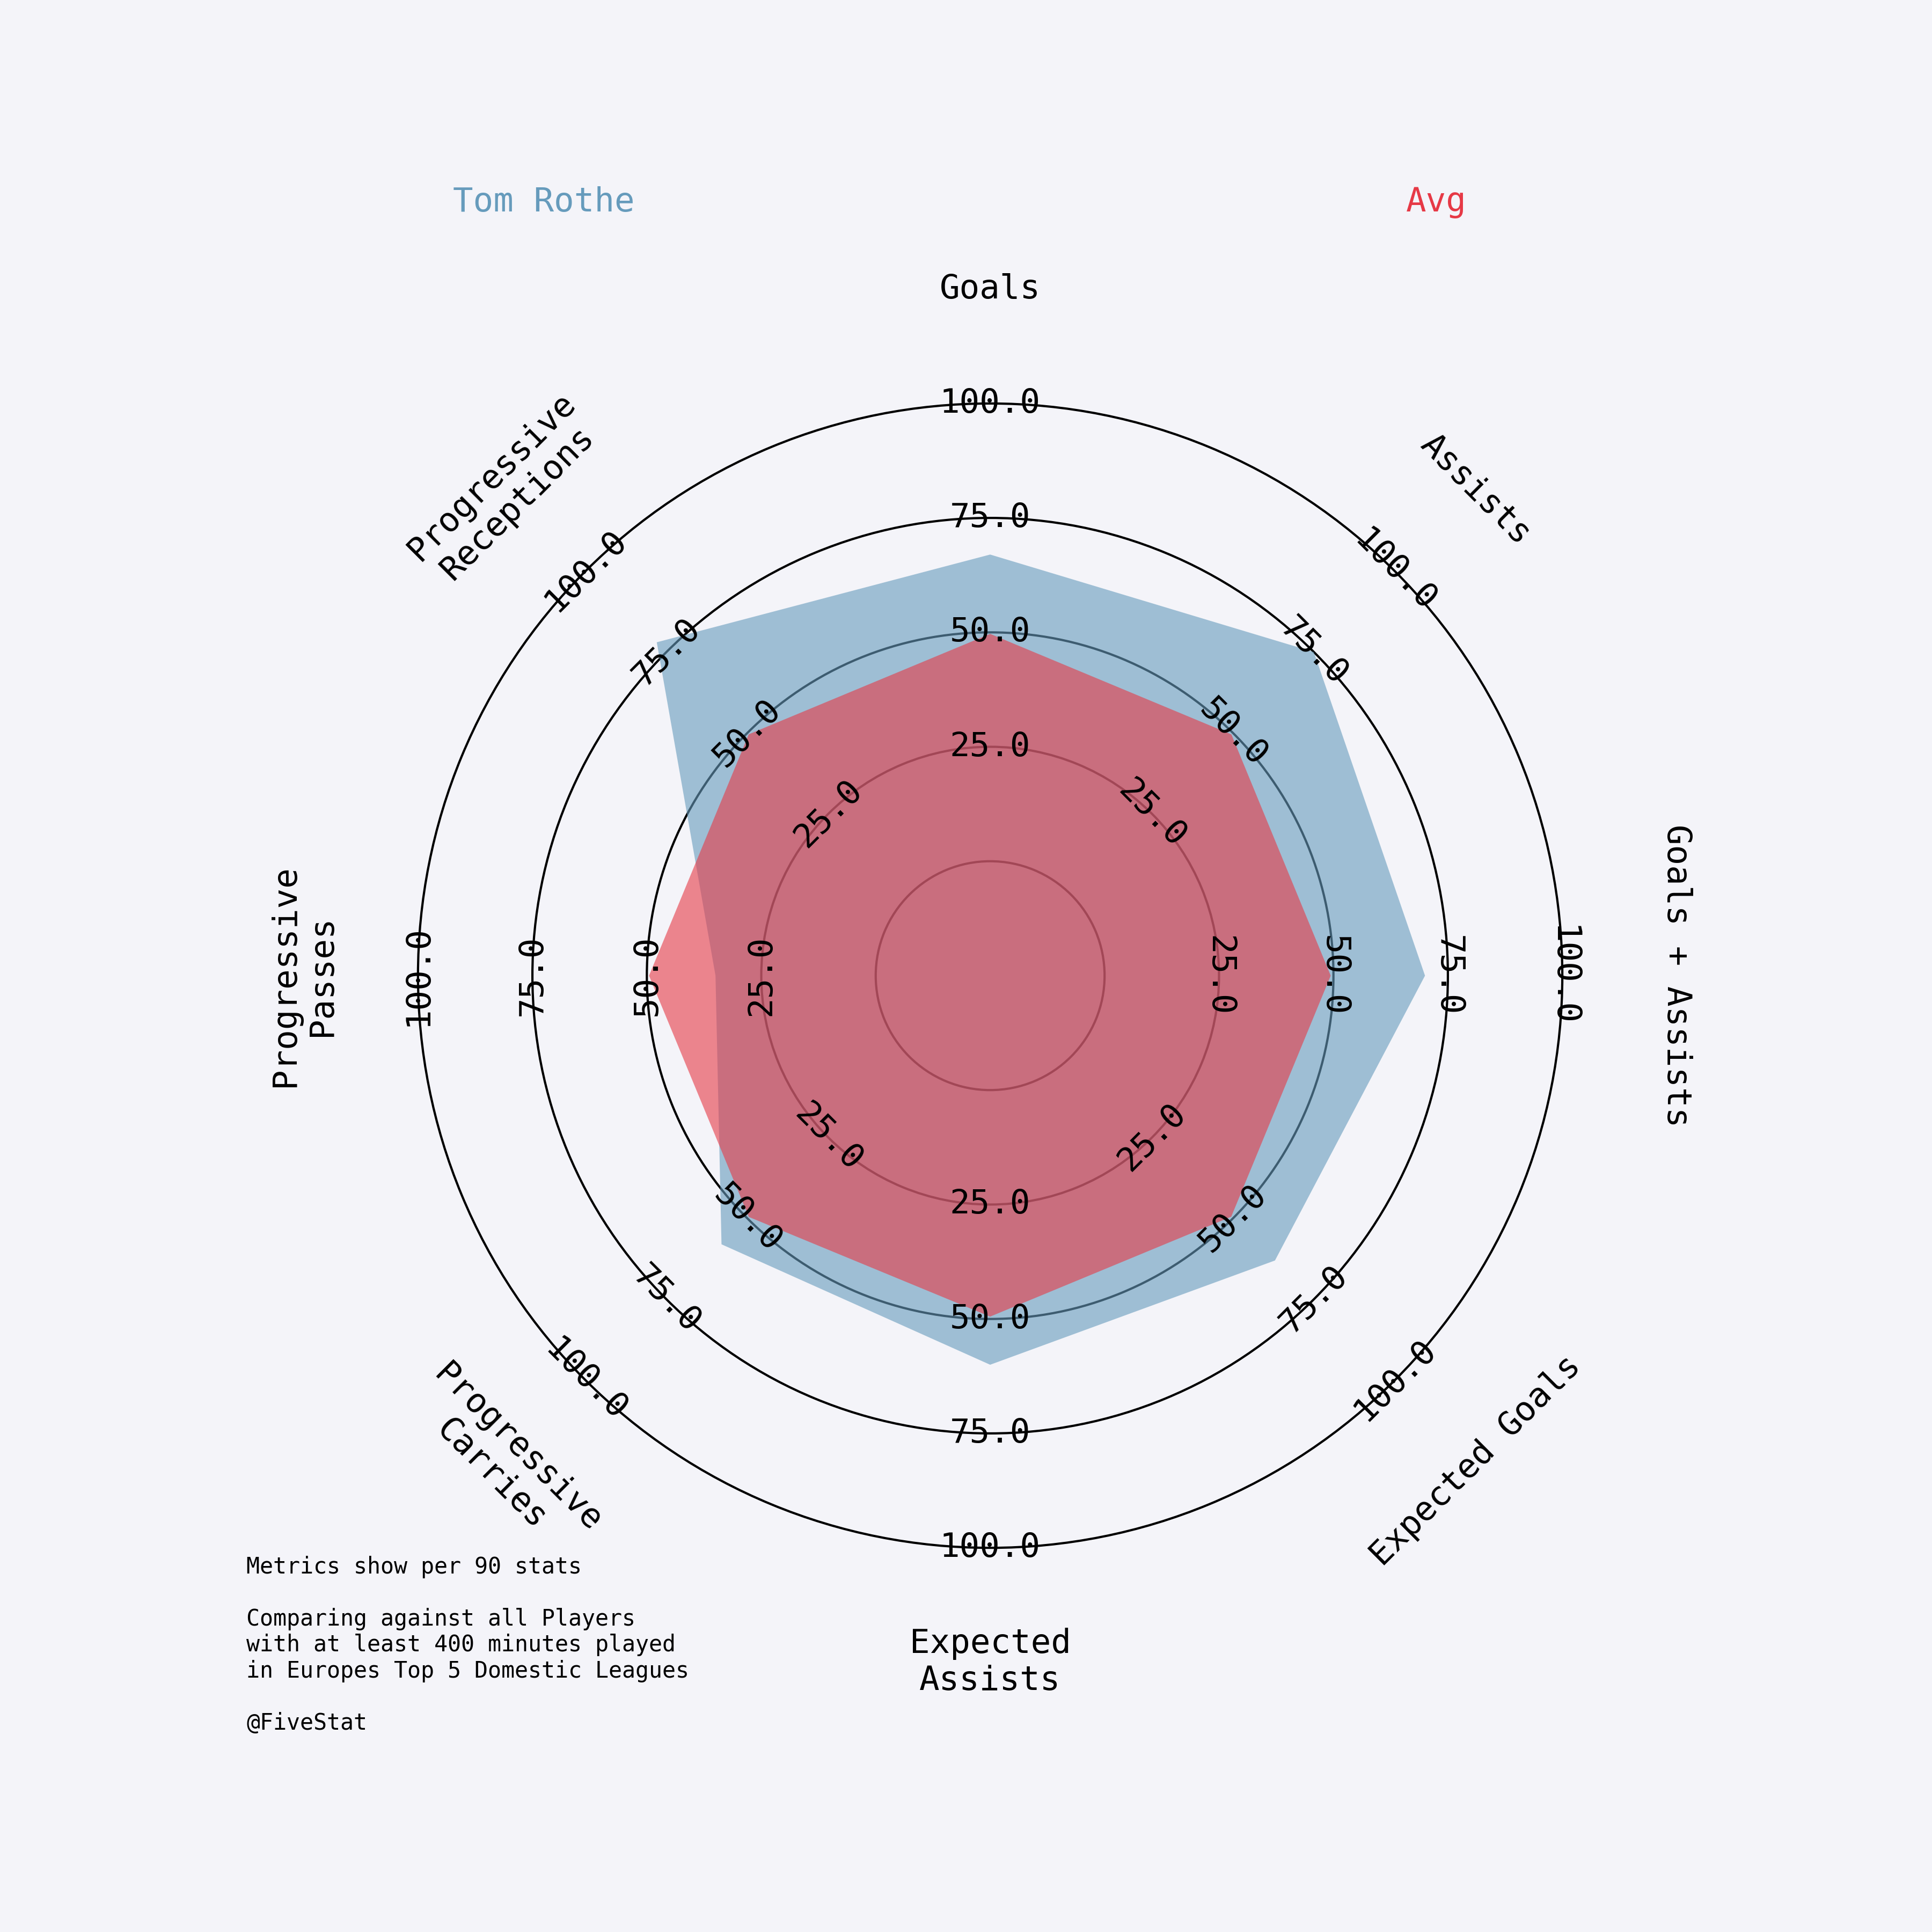 Tom Rothe
Avg
Goals
Assists
Goals + Assists
Expected Goals
Expected
Assists
Progressive
Carries
Progressive
Passes
Progressive
Receptions
25.0
50.0
75.0
100.0
25.0
50.0
75.0
100.0
25.0
50.0
75.0
100.0
25.0
50.0
75.0
100.0
25.0
50.0
75.0
100.0
25.0
50.0
75.0
100.0
25.0
50.0
75.0
100.0
25.0
50.0
75.0
100.0
Metrics show per 90 stats
Comparing against all Players
with at least 400 minutes played
in Europes Top 5 Domestic Leagues
@FiveStat